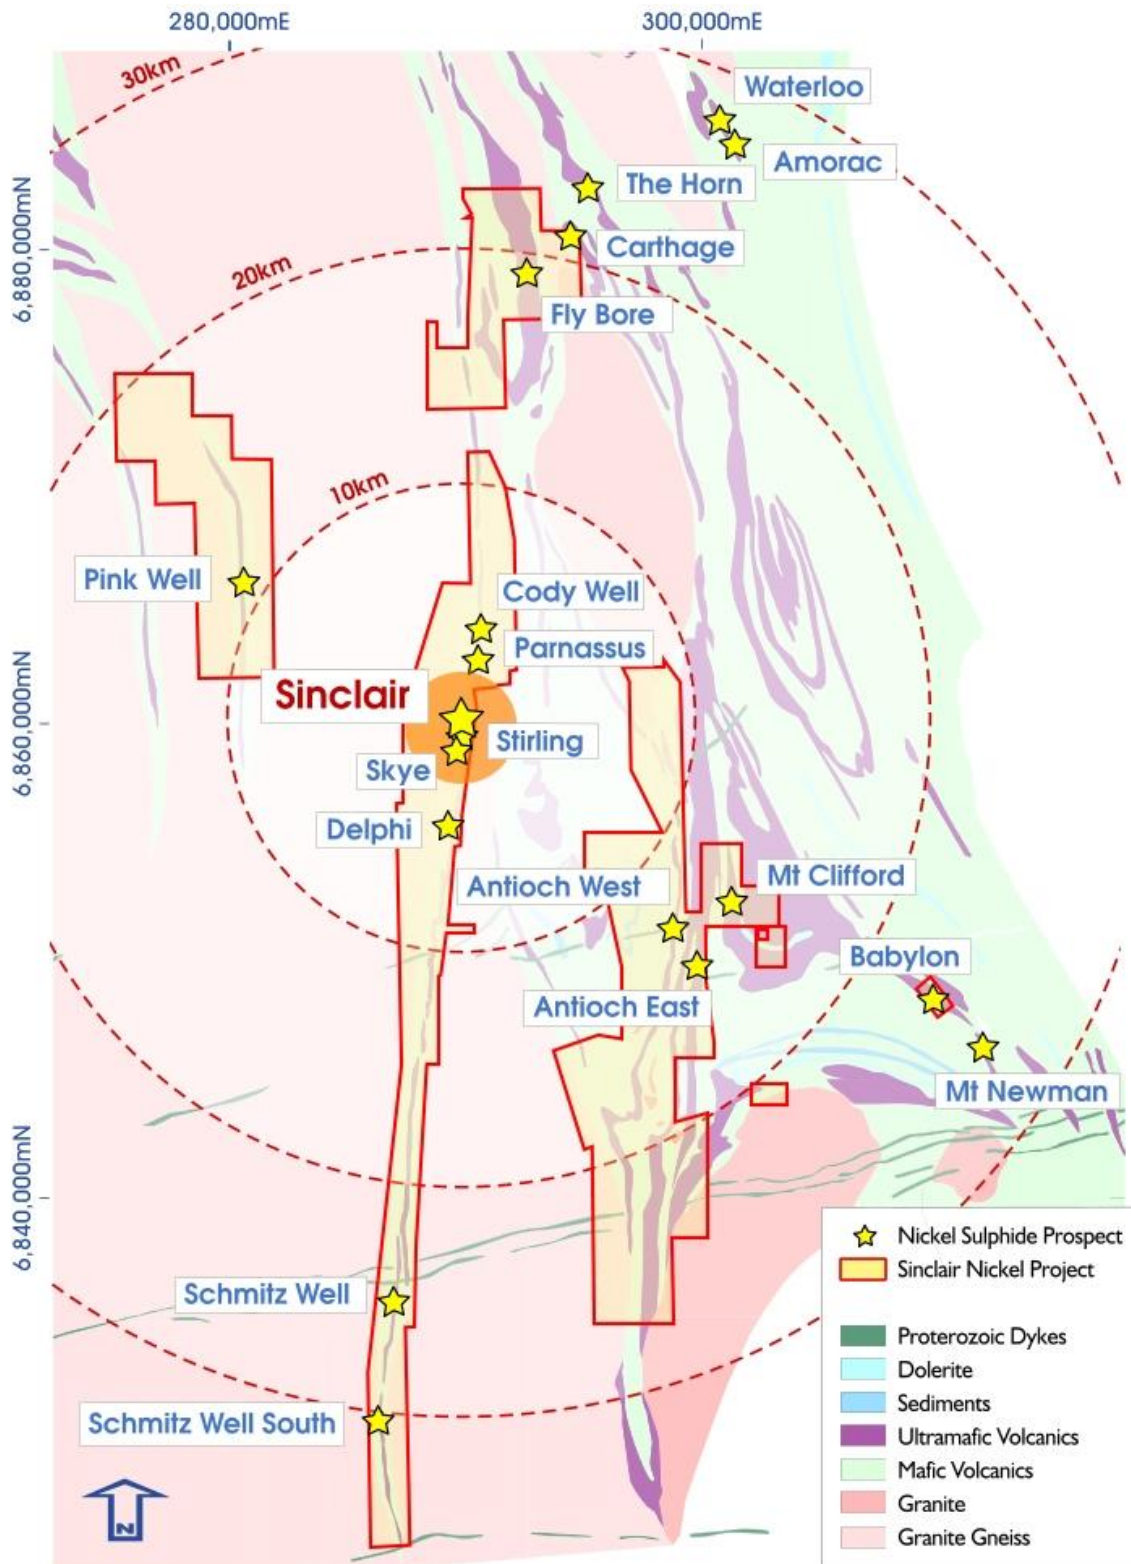 280,000mE
300,000mE
30km
Waterloo
Amorac
The Horn
6,880,000mN
Carthage
20km
Fly Bore
10km
Pink Well
Cody Well
Parnassus
Sinclair
6,860,000mN
Stirling
Skye
Delphi
Mt Clifford
Antioch West
Babylon
Antioch East
Mt Newman
6,840,000mN
Schmitz Well
Schmitz Well South
N
Nickel Sulphide Prospect
Sinclair Nickel Project
Proterozoic Dykes
Dolerite
Sediments
Ultramafic Volcanics
Mafic Volcanics
Granite
Granite Gneiss